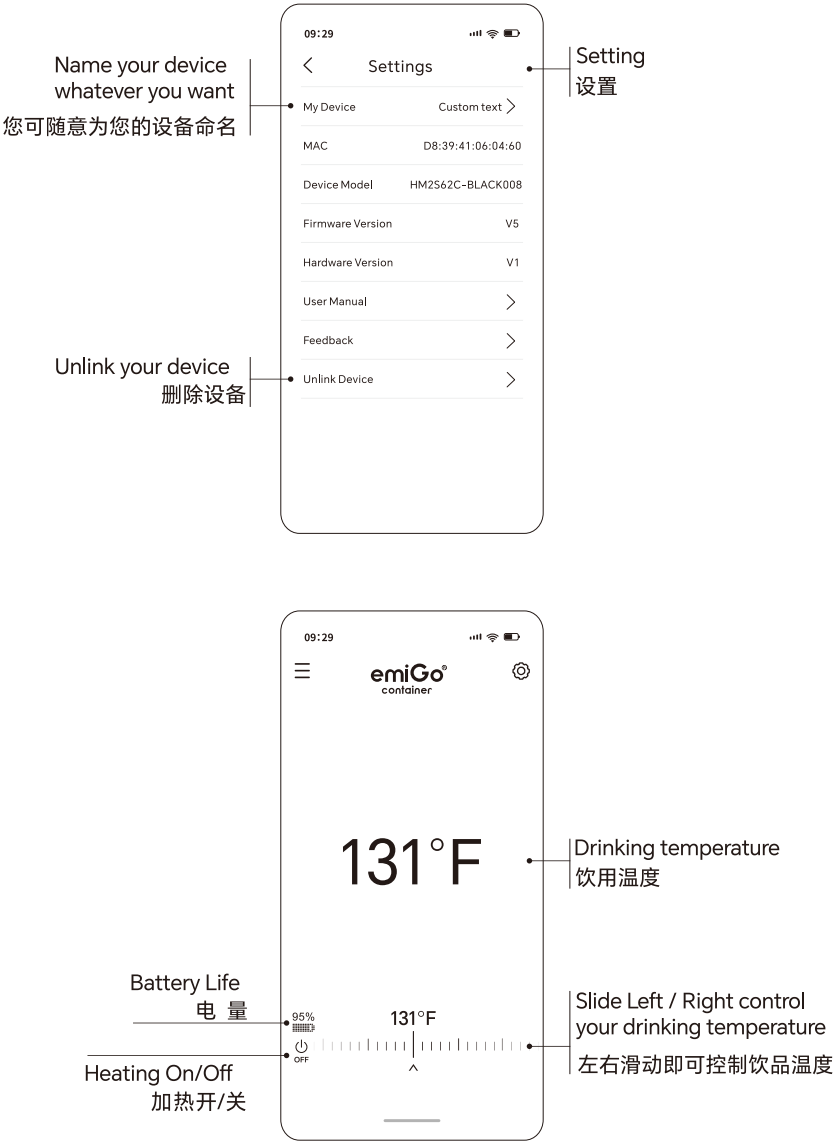 09:29
Settings
Setting
设置
Name your device
whatever you want
您可随意为您的设备命名
My Device Custom text
MAC D8:39:41:06:04:60
Device Model HM2S62C-BLACK008
Firmware Version V5
Hardware Version V1
User Manual
Feedback
Unlink Device
Unlink your device
删除设备
09:29
emiGo®
container
131°F
Drinking temperature
饮用温度
Battery Life
电 量
95%
131°F
OFF
Heating On/Off
加热开/关
Slide Left / Right control
your drinking temperature
左右滑动即可控制饮品温度